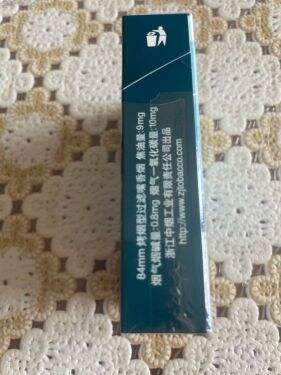 84mm 烤烟型过滤嘴香烟 焦油量:9mg
烟气烟碱量:0.8mg 烟气一氧化碳量:10mg
浙江中烟工业有限责任公司出品
http://www.zjtobacco.com